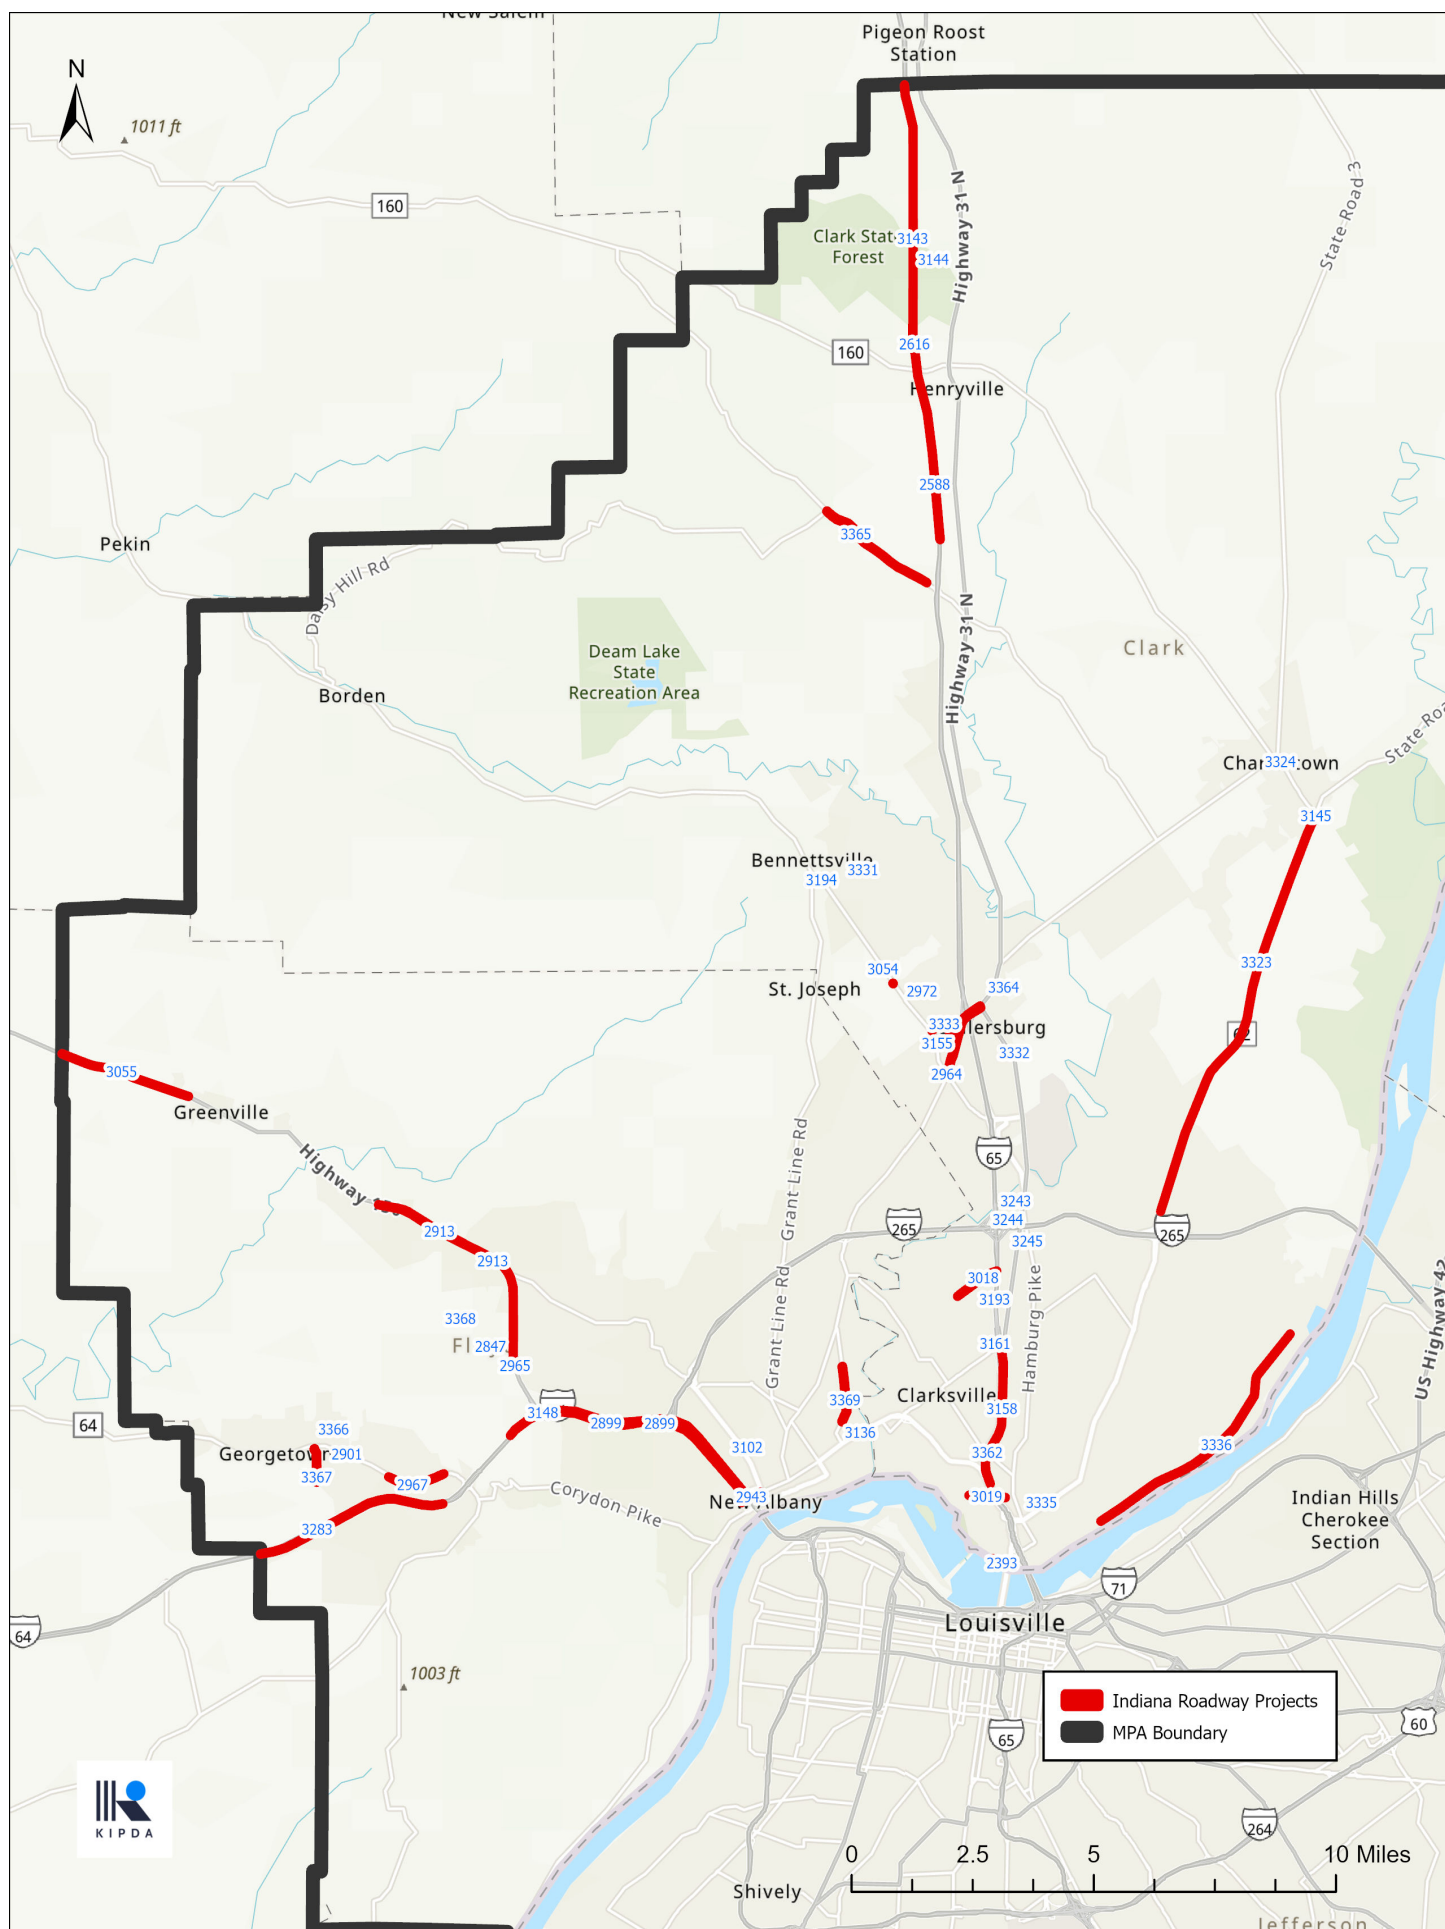 New Salem
Pigeon Roost
Station
N
1011 ft
160
Highway 31 N
State Road 3
Clark Stat
Forest
3143
3144
2616
160
Henryville
2588
3365
Pekin
Daisy Hill Rd
Highway 31 N
Clark
Deam Lake
State
Recreation Area
Borden
State Roa
3324
3145
Bennettsville
3331
3194
3054
2972
St. Joseph
3364
3323
3333
lersburg
3155
3332
2964
62
3055
Greenville
Highway 150
Grant Line Rd
65
3243
3244
3245
265
265
2913
2913
3018
3193
3368
2847
2965
Grant Line Rd
Hamburg Pike
US Highway 42
3161
Clarksville
3369
3158
3136
3148
2899
2899
64
3366
Georgetown
2901
3367
2967
3102
3362
3336
2943
New Albany
3019
3335
Corydon Pike
3283
Indian Hills
Cherokee
Section
2393
71
Louisville
64
1003 ft
Indiana Roadway Projects
MPA Boundary
65
60
264
KIPDA
0 2.5 5 10 Miles
Shively
Jefferson